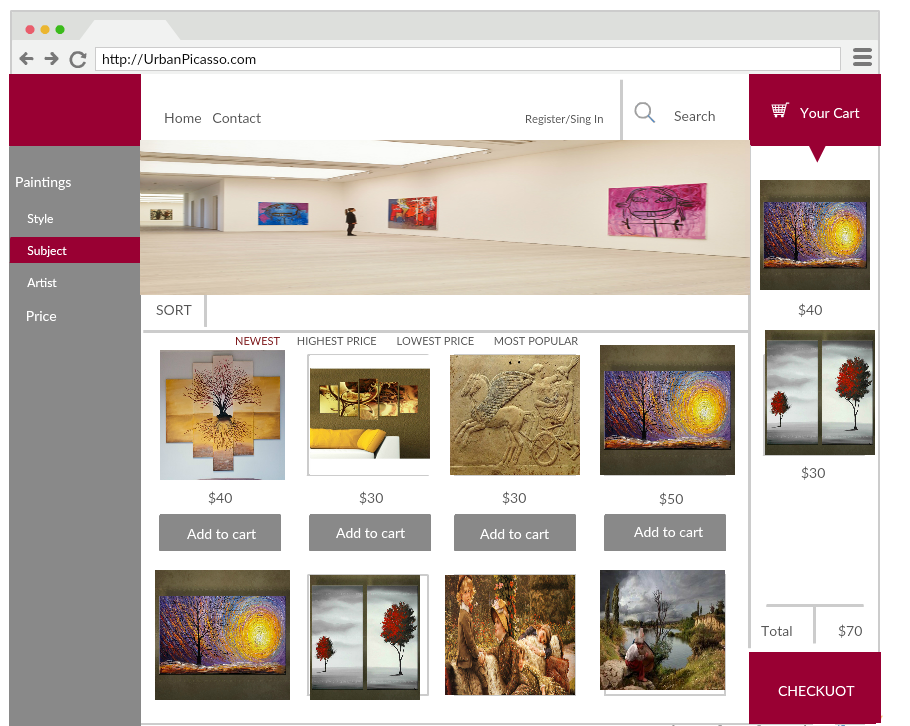 http://UrbanPicasso.com
Home Contact
Register/Sing In
Search
Your Cart
Paintings
Style
Subject
Artist
Price
SORT
NEWEST HIGHEST PRICE LOWEST PRICE MOST POPULAR
$40 $30 $30 $50
Add to cart Add to cart Add to cart Add to cart
$40
$30
Total $70
CHECKUOT